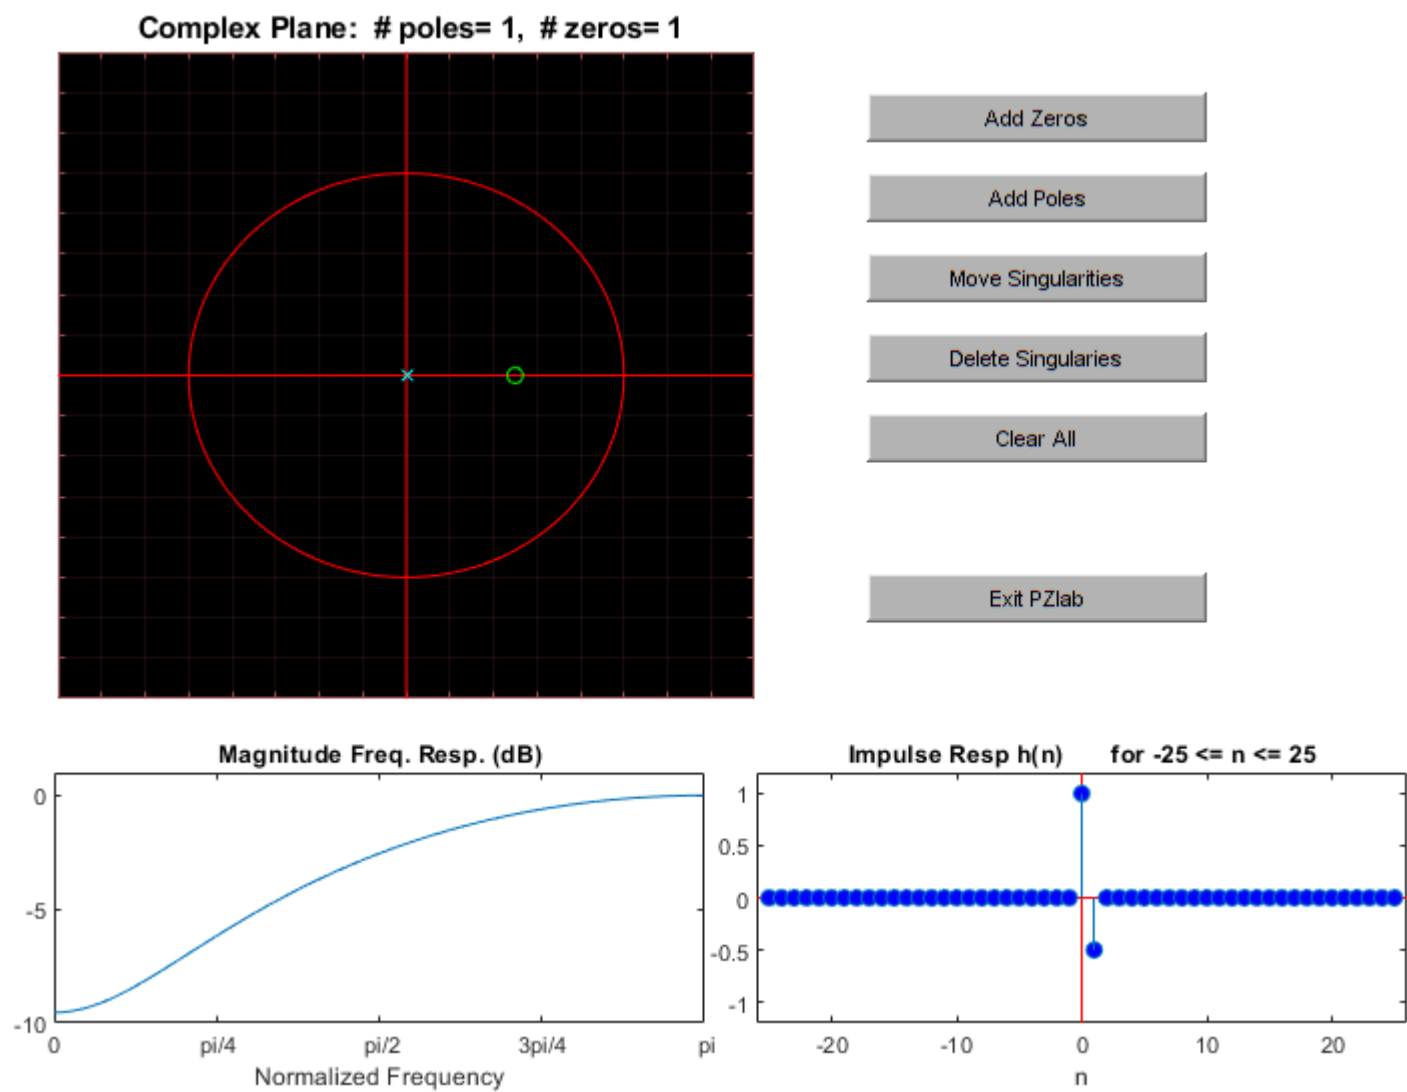 Complex Plane:  # poles= 1,  # zeros= 1
Add Zeros
Add Poles
Move Singularities
Delete Singularies
Clear All
Exit PZlab
Magnitude Freq. Resp. (dB)
0
-5
-10
0 pi/4 pi/2 3pi/4 pi
Normalized Frequency
Impulse Resp h(n) for -25 <= n <= 25
1
0.5
0
-0.5
-1
-20 -10 0 10 20
n